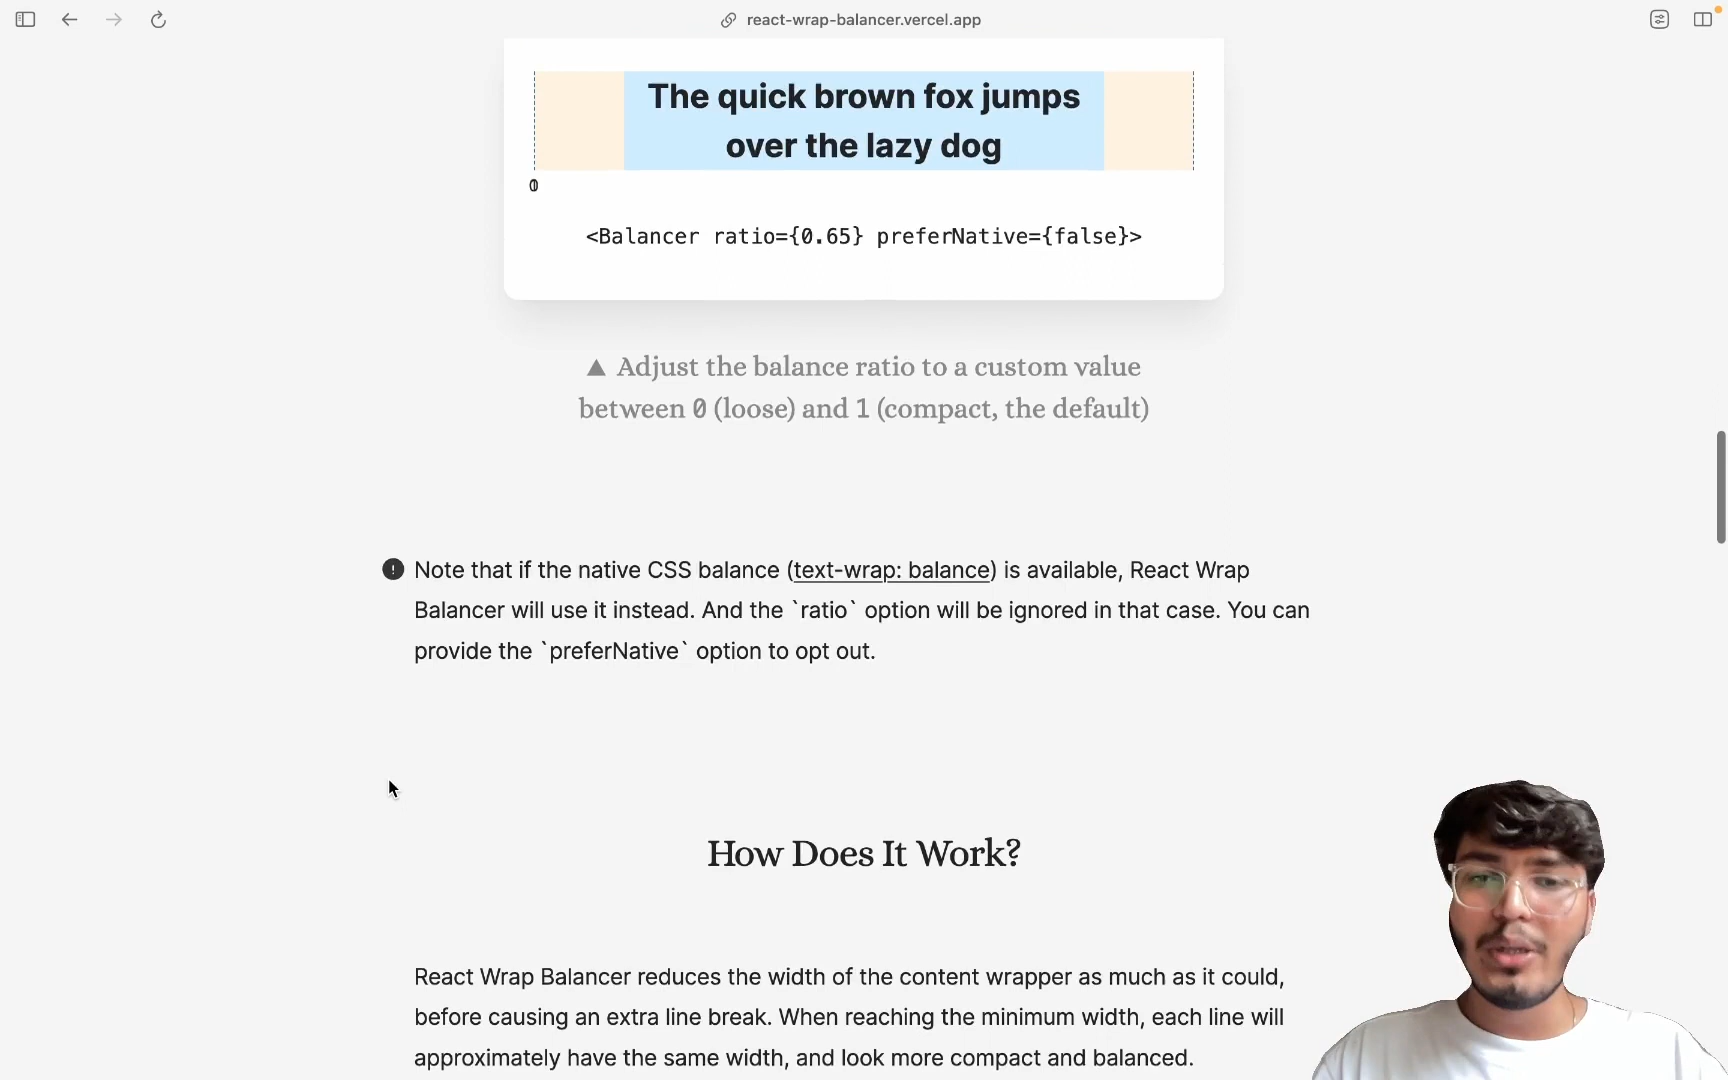 react-wrap-balancer.vercel.app
The quick brown fox jumps
over the lazy dog
<Balancer ratio={0.65} preferNative={false}>
▲ Adjust the balance ratio to a custom value
between 0 (loose) and 1 (compact, the default)
Note that if the native CSS balance (text-wrap: balance) is available, React Wrap
Balancer will use it instead. And the `ratio` option will be ignored in that case. You can
provide the `preferNative` option to opt out.
How Does It Work?
React Wrap Balancer reduces the width of the content wrapper as much as it could,
before causing an extra line break. When reaching the minimum width, each line will
approximately have the same width, and look more compact and balanced.